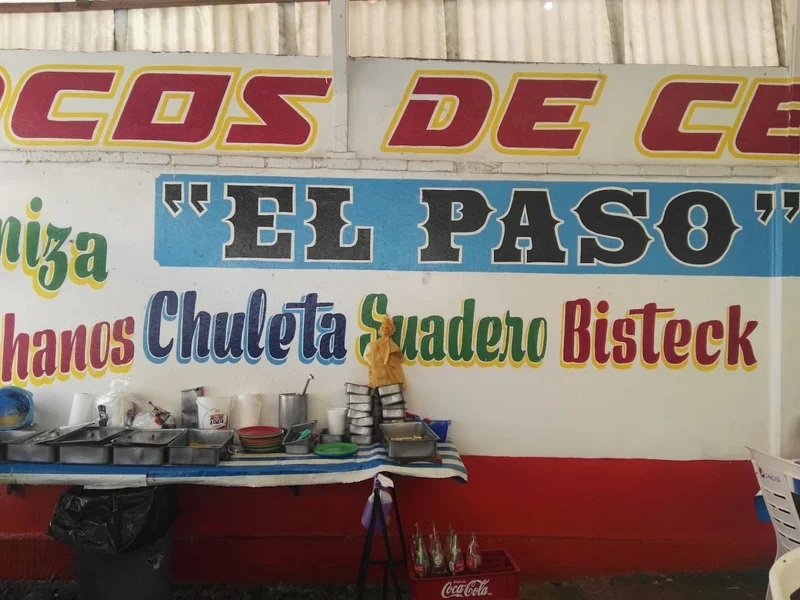 OCOS DE CE
"EL PASO"
niza
hanos Chuleta Suadero Bisteck
Coca-Cola